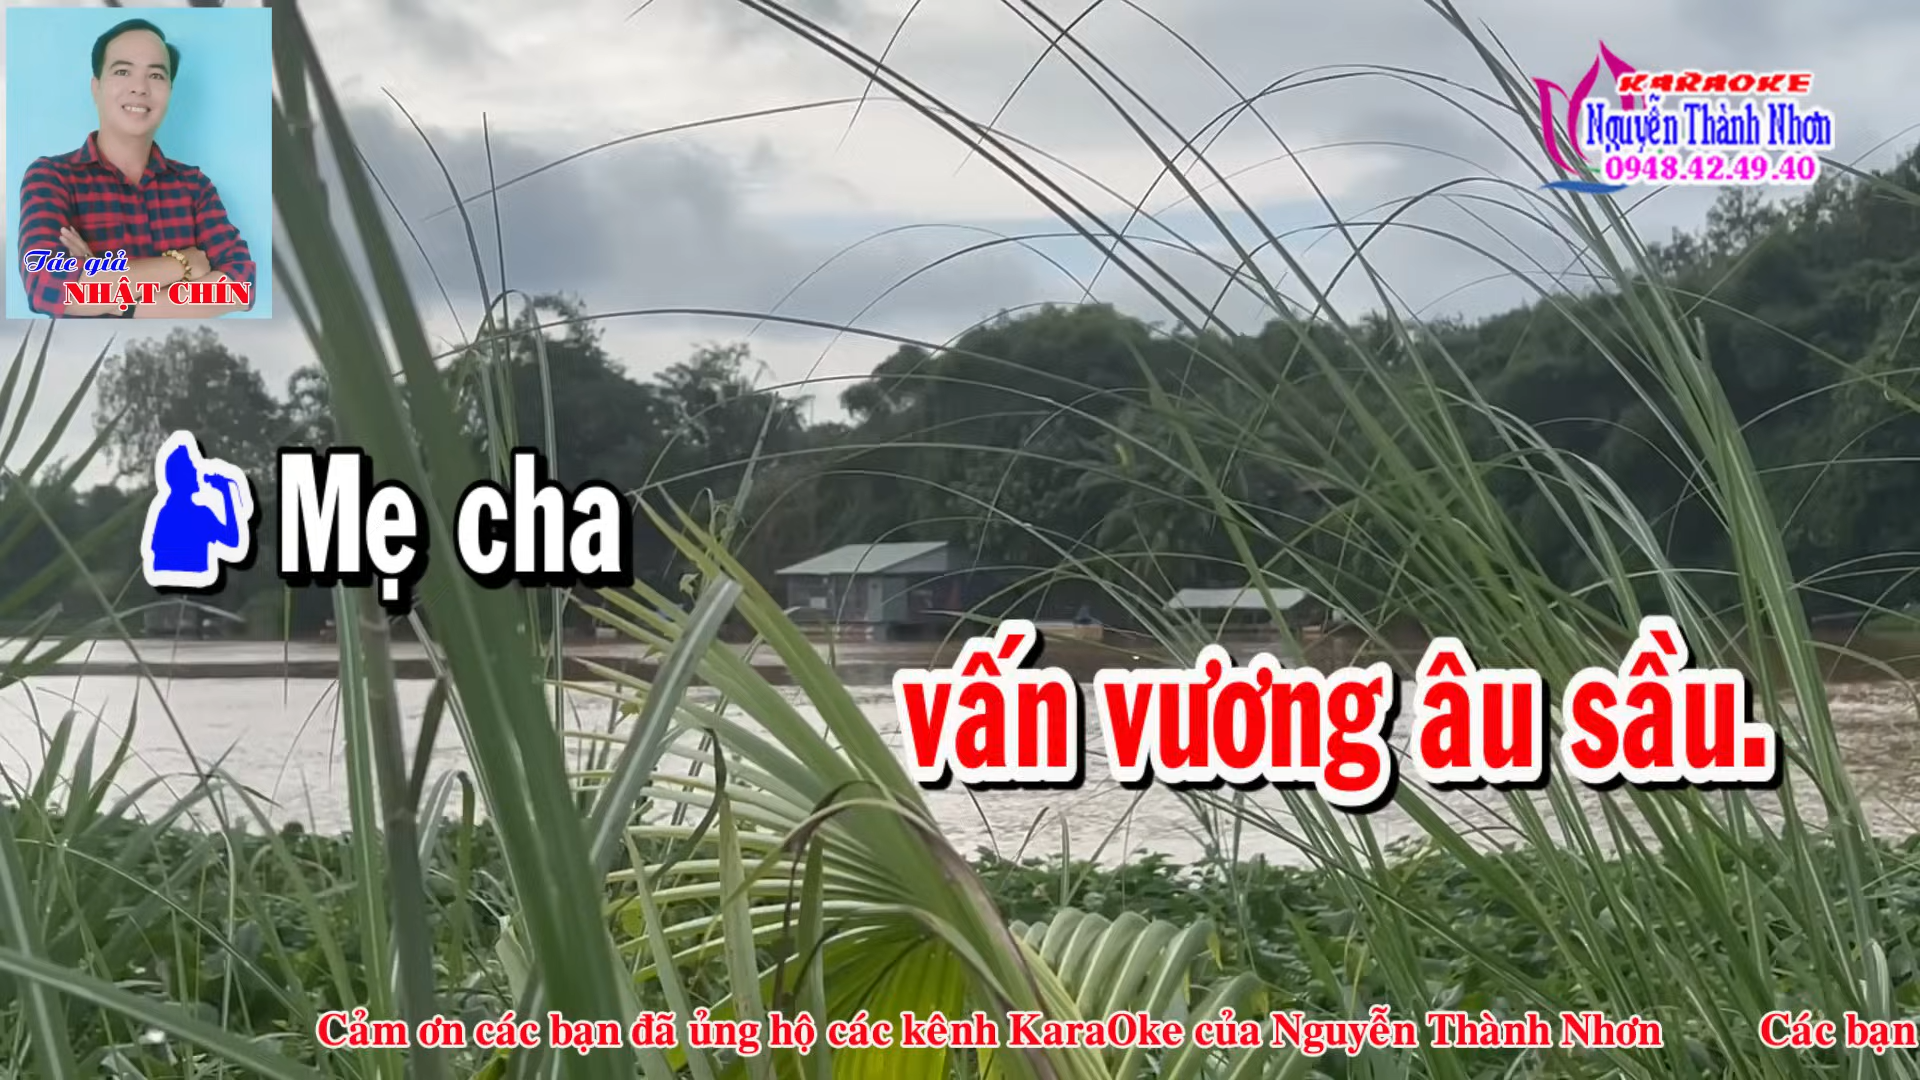 KARAOKE
Nguyễn Thành Nhơn
0948.42.49.40
Tác giả
NHẬT CHÍN
Mẹ cha
vấn vương âu sầu.
Cảm ơn các bạn đã ủng hộ các kênh KaraOke của Nguyễn Thành Nhơn Các bạn